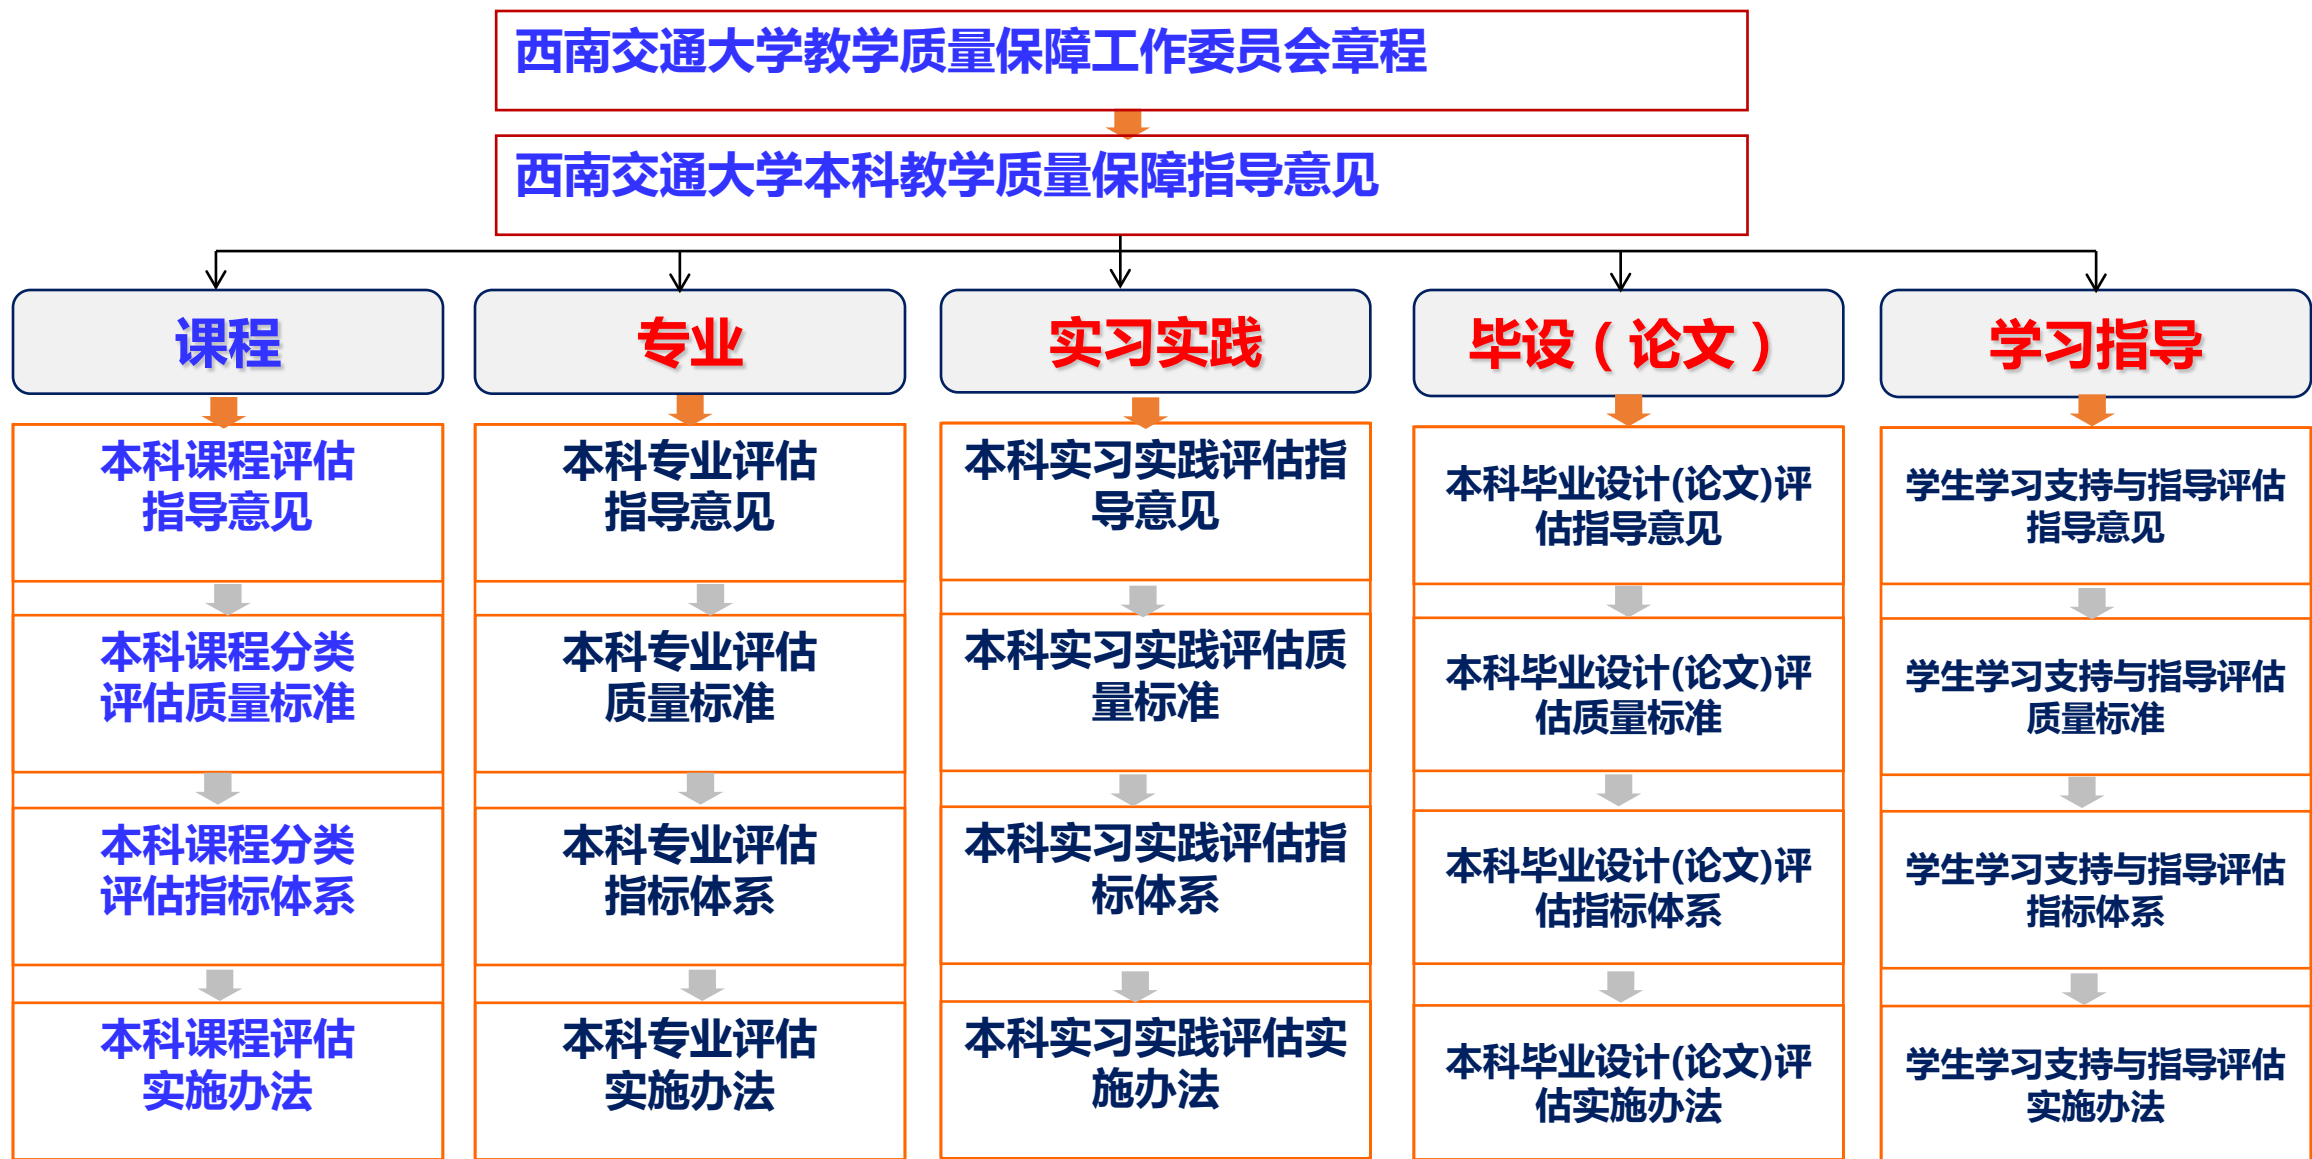 西南交通大学教学质量保障工作委员会章程
西南交通大学本科教学质量保障指导意见
课程
专业
实习实践
毕设（论文）
学习指导
本科课程评估
指导意见
本科课程分类
评估质量标准
本科课程分类
评估指标体系
本科课程评估
实施办法
本科专业评估
指导意见
本科专业评估
质量标准
本科专业评估
指标体系
本科专业评估
实施办法
本科实习实践评估指
导意见
本科实习实践评估质
量标准
本科实习实践评估指
标体系
本科实习实践评估实
施办法
本科毕业设计(论文)评
估指导意见
本科毕业设计(论文)评
估质量标准
本科毕业设计(论文)评
估指标体系
本科毕业设计(论文)评
估实施办法
学生学习支持与指导评估
指导意见
学生学习支持与指导评估
质量标准
学生学习支持与指导评估
指标体系
学生学习支持与指导评估
实施办法